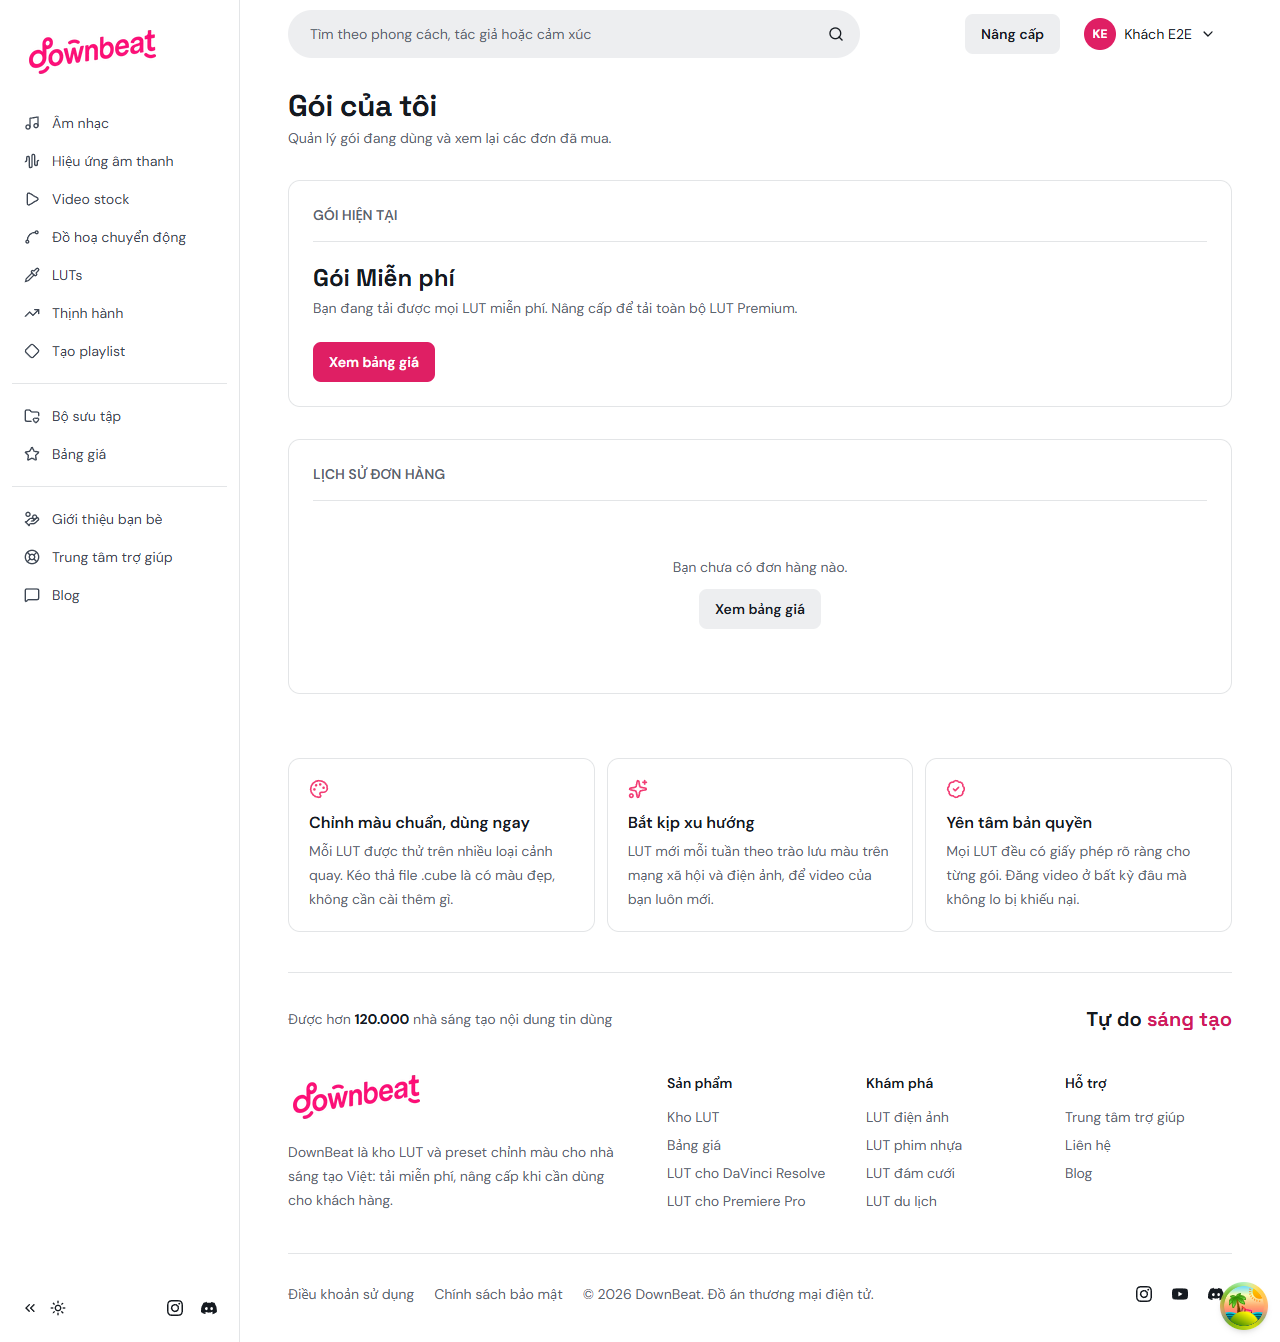 downbeat
Tìm theo phong cách, tác giả hoặc cảm xúc
Nâng cấp
KE
Khách E2E
Âm nhạc
Hiệu ứng âm thanh
Video stock
Đồ hoạ chuyển động
LUTs
Thịnh hành
Tạo playlist
Bộ sưu tập
Bảng giá
Giới thiệu bạn bè
Trung tâm trợ giúp
Blog
Gói của tôi
Quản lý gói đang dùng và xem lại các đơn đã mua.
GÓI HIỆN TẠI
Gói Miễn phí
Bạn đang tải được mọi LUT miễn phí. Nâng cấp để tải toàn bộ LUT Premium.
Xem bảng giá
LỊCH SỬ ĐƠN HÀNG
Bạn chưa có đơn hàng nào.
Xem bảng giá
Chỉnh màu chuẩn, dùng ngay
Mỗi LUT được thử trên nhiều loại cảnh
quay. Kéo thả file .cube là có màu đẹp,
không cần cài thêm gì.
Bắt kịp xu hướng
LUT mới mỗi tuần theo trào lưu màu trên
mạng xã hội và điện ảnh, để video của
bạn luôn mới.
Yên tâm bản quyền
Mọi LUT đều có giấy phép rõ ràng cho
từng gói. Đăng video ở bất kỳ đâu mà
không lo bị khiếu nại.
Được hơn 120.000 nhà sáng tạo nội dung tin dùng
Tự do sáng tạo
downbeat
DownBeat là kho LUT và preset chỉnh màu cho nhà
sáng tạo Việt: tải miễn phí, nâng cấp khi cần dùng
cho khách hàng.
Sản phẩm
Kho LUT
Bảng giá
LUT cho DaVinci Resolve
LUT cho Premiere Pro
Khám phá
LUT điện ảnh
LUT phim nhựa
LUT đám cưới
LUT du lịch
Hỗ trợ
Trung tâm trợ giúp
Liên hệ
Blog
Điều khoản sử dụng
Chính sách bảo mật
© 2026 DownBeat. Đồ án thương mại điện tử.